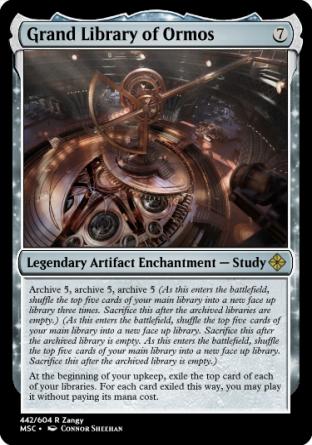 Grand Library of Ormos 7
Legendary Artifact Enchantment — Study
Archive 5, archive 5, archive 5 (As this enters the battlefield,
shuffle the top five cards of your main library into a new face up
library three times. Sacrifice this after the archived libraries are
empty.) (As this enters the battlefield, shuffle the top five cards of
your main library into a new face up library. Sacrifice this after
the archived library is empty. As this enters the battlefield, shuffle
the top five cards of your main library into a new face up library.
Sacrifice this after the archived library is empty.)
At the beginning of your upkeep, exile the top card of each
of your libraries. For each card exiled this way, you may play
it without paying its mana cost.
442/604 R Zangy
MSC • Connor Sheehan